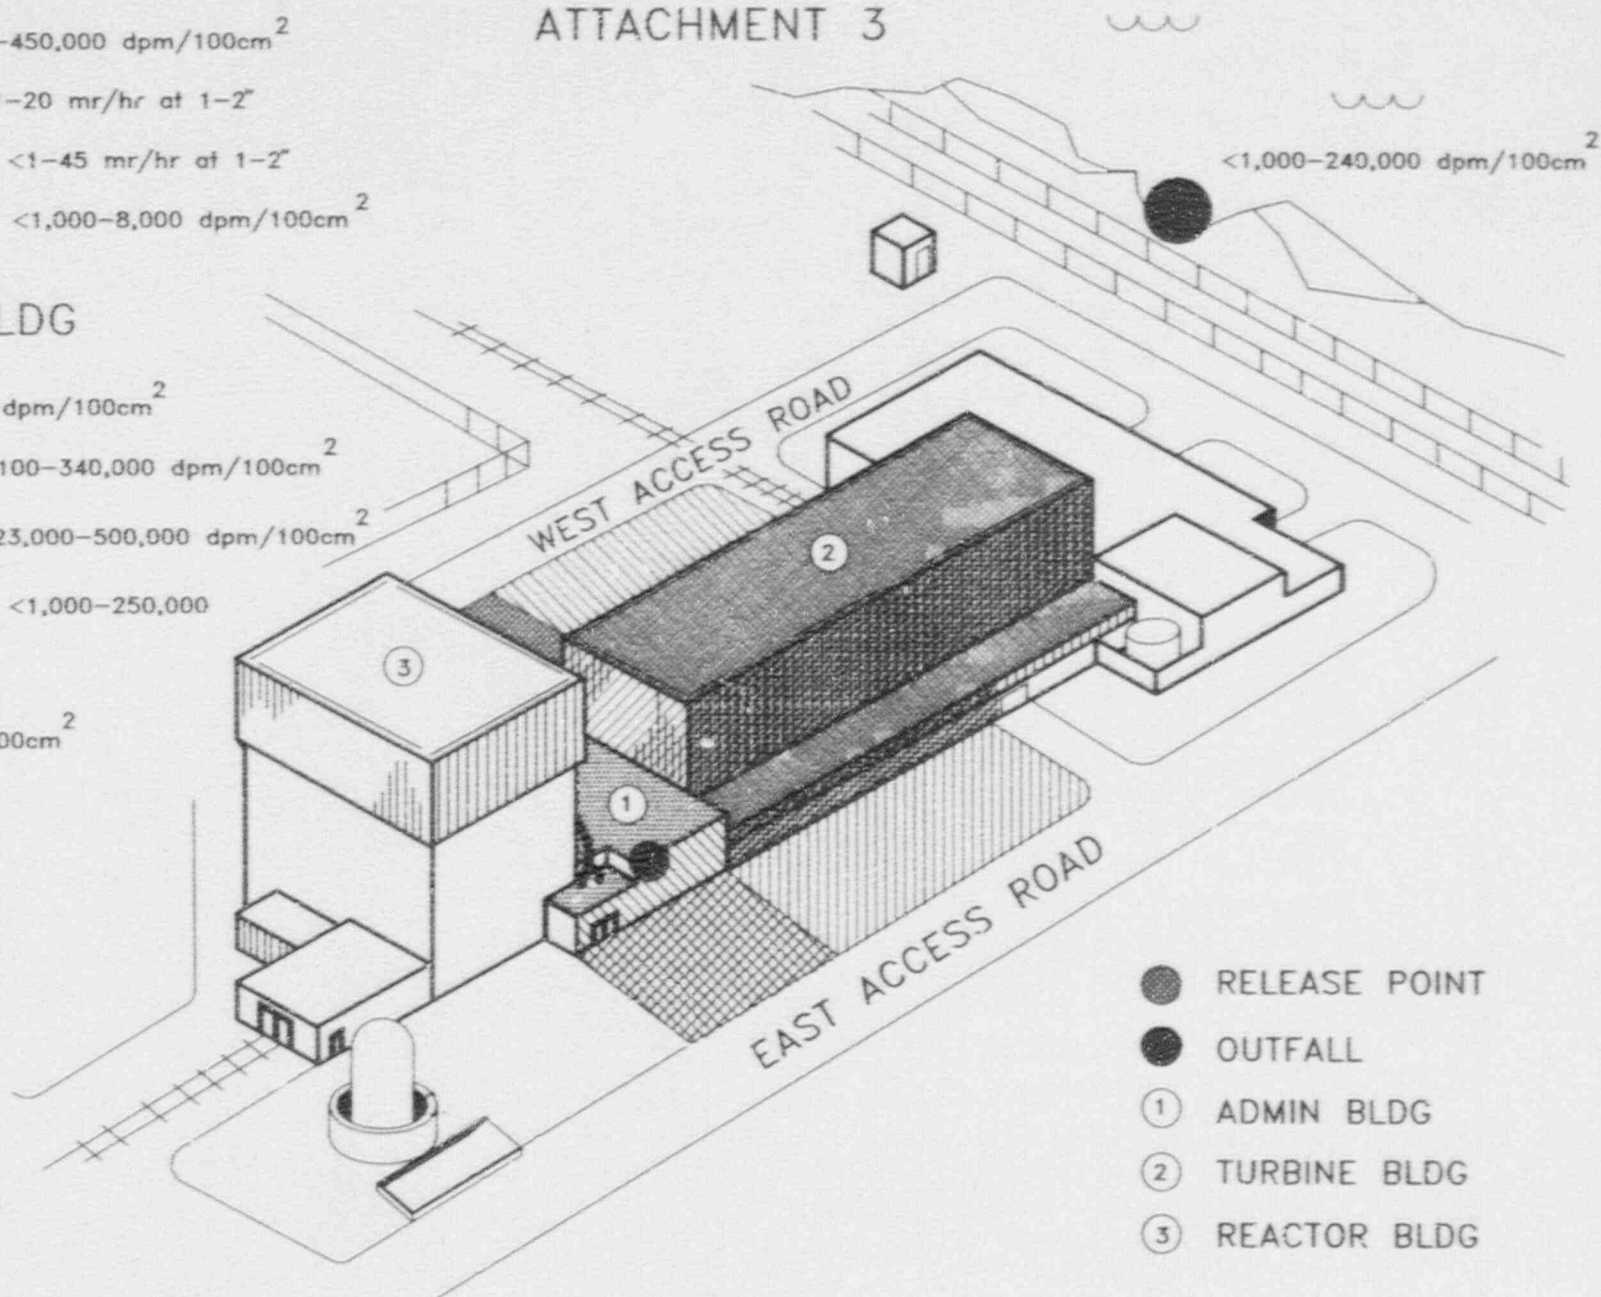 ATTACHMENT 3
-450,000 dpm/100cm²
-20 mr/hr at 1-2"
<1-45 mr/hr at 1-2"
<1,000-8,000 dpm/100cm²
<1,000-240,000 dpm/100cm²
LDG
dpm/100cm²
100-340,000 dpm/100cm²
23,000-500,000 dpm/100cm²
<1,000-250,000
00cm²
WEST ACCESS ROAD
2
3
1
EAST ACCESS ROAD
RELEASE POINT
OUTFALL
1 ADMIN BLDG
2 TURBINE BLDG
3 REACTOR BLDG